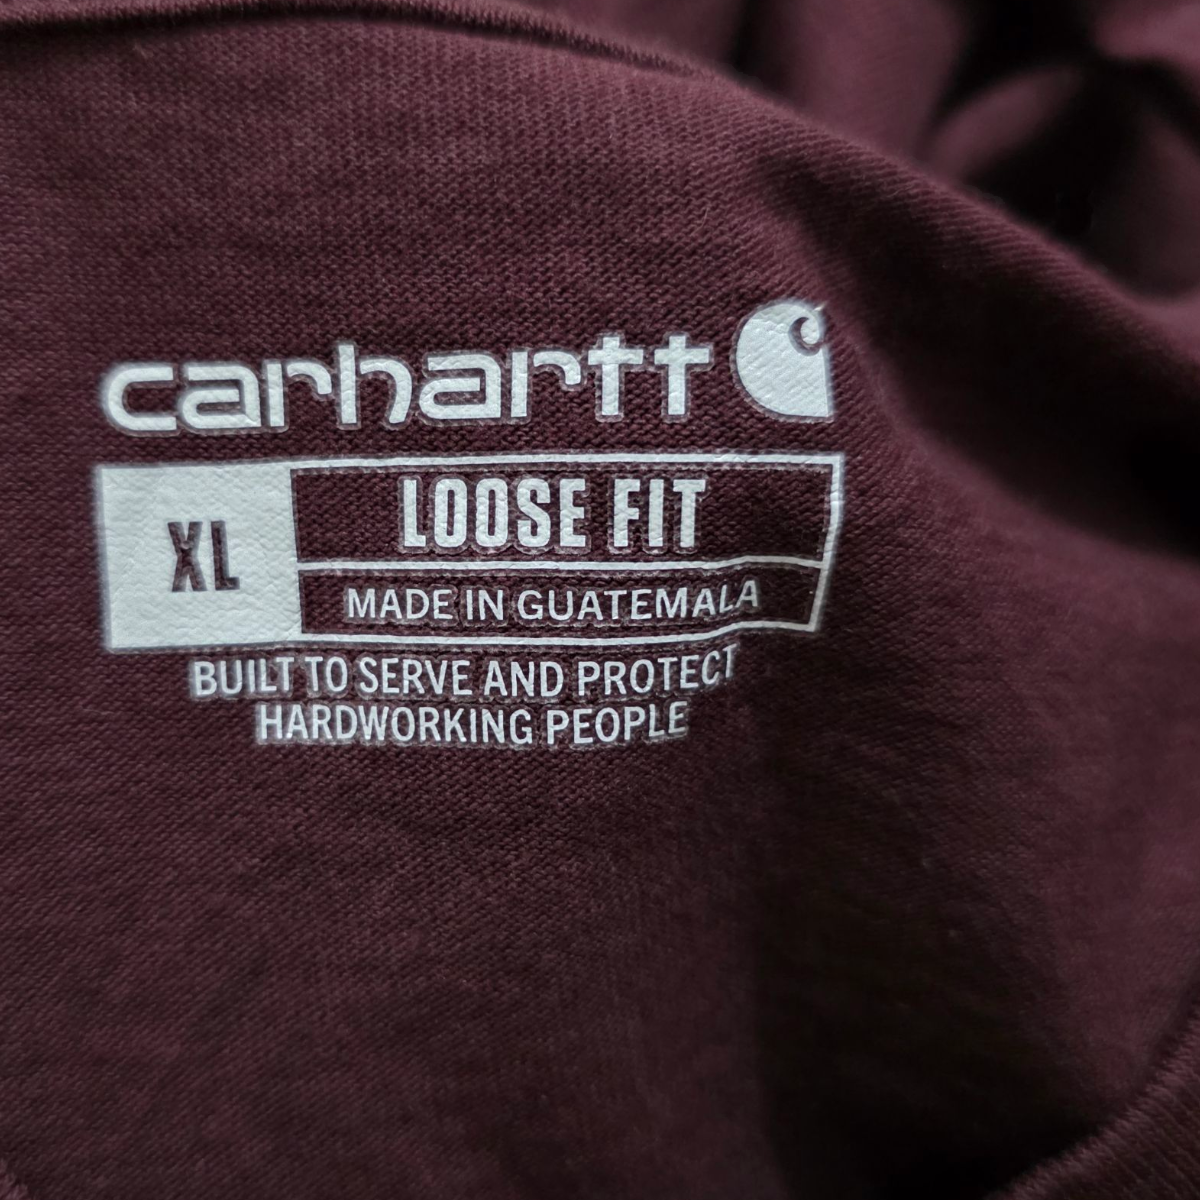 carhartt
XL
LOOSE FIT
MADE IN GUATEMALA
BUILT TO SERVE AND PROTECT
HARDWORKING PEOPLE